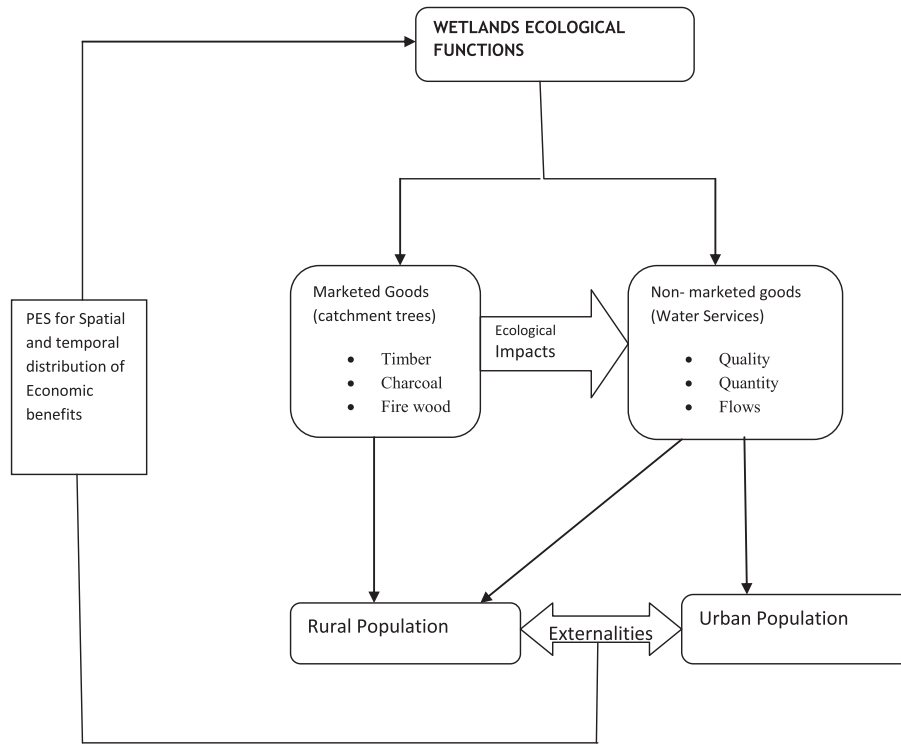 WETLANDS ECOLOGICAL
FUNCTIONS
PES for Spatial
and temporal
distribution of
Economic
benefits
Marketed Goods
(catchment trees)
• Timber
• Charcoal
• Fire wood
Ecological
Impacts
Non- marketed goods
(Water Services)
• Quality
• Quantity
• Flows
Rural Population
Externalities
Urban Population